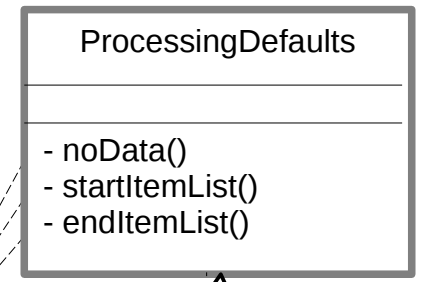 ProcessingDefaults
- noData()
- startItemList()
- endItemList()